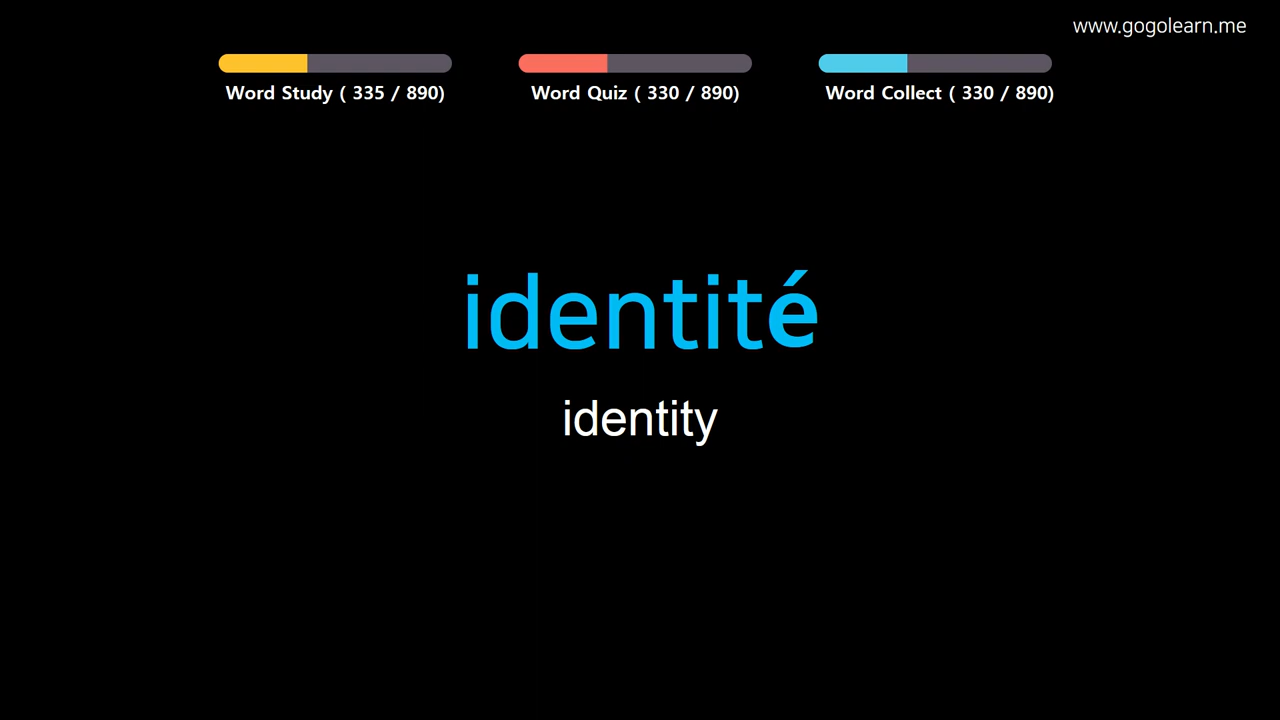 www.gogolearn.me
Word Study ( 335 / 890)
Word Quiz ( 330 / 890)
Word Collect ( 330 / 890)
identité
identity